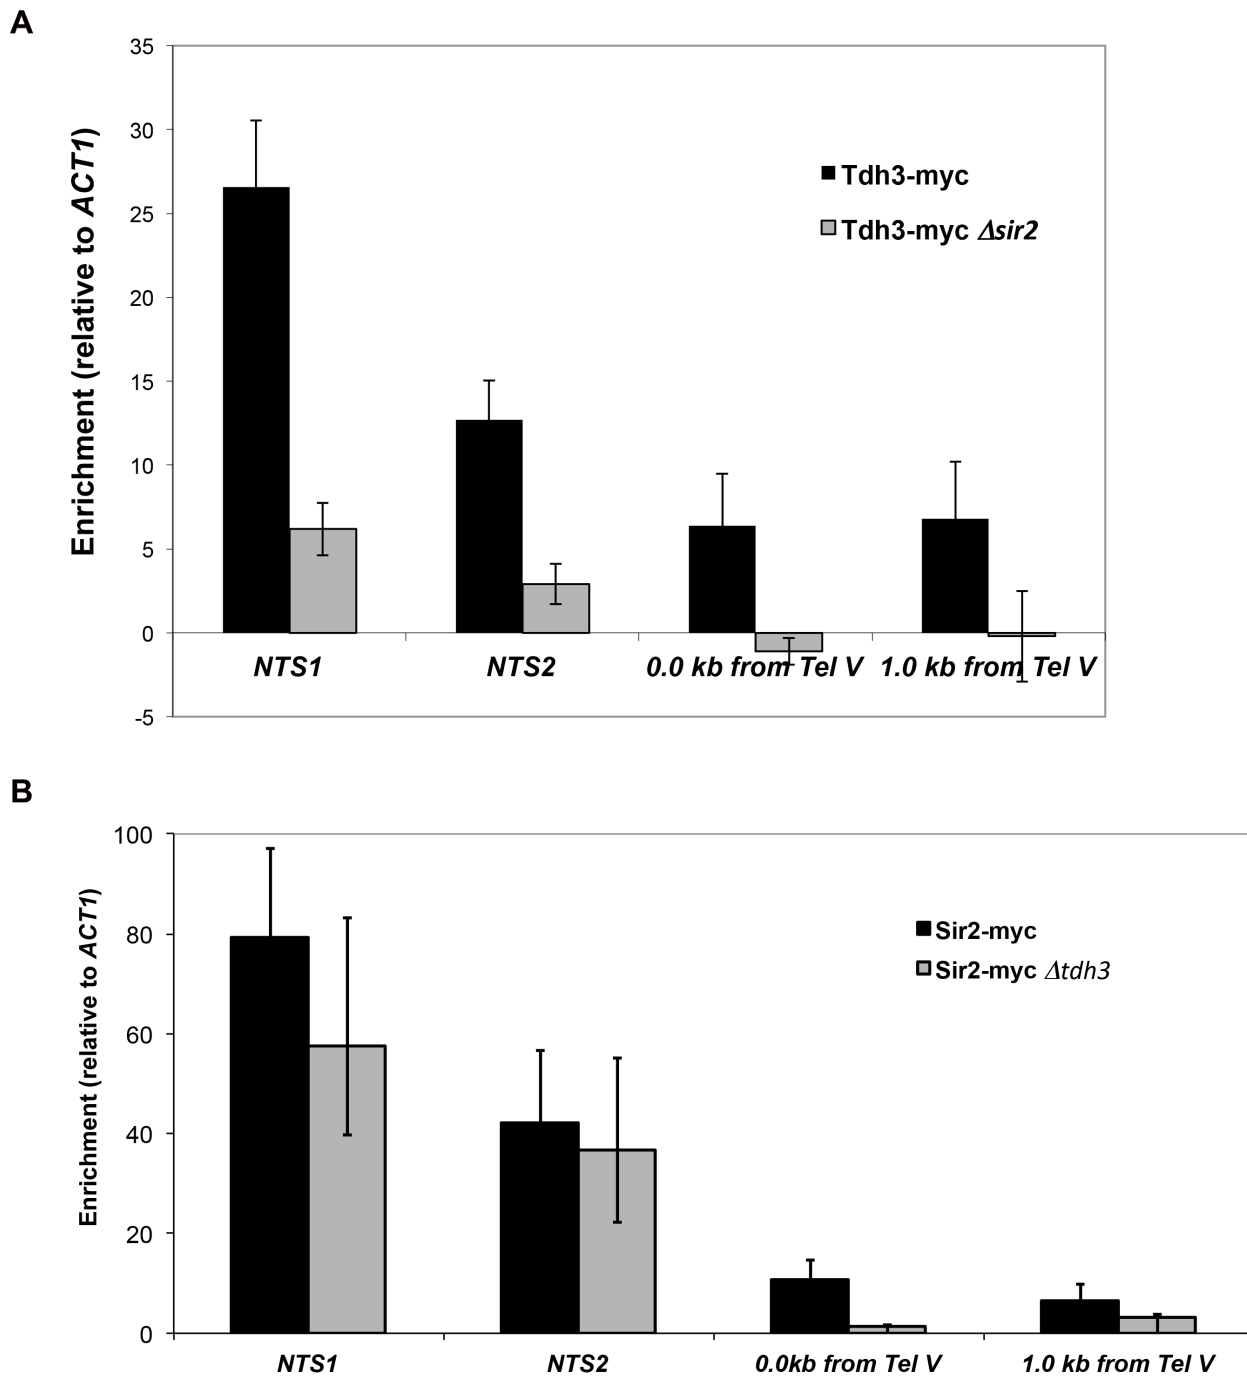 A
Enrichment (relative to ACT1)
35
30
25
20
15
10
5
0
-5
Tdh3-myc
Tdh3-myc Δsir2
NTS1 NTS2 0.0 kb from Tel V 1.0 kb from Tel V
B
Enrichment (relative to ACT1)
100
80
60
40
20
0
Sir2-myc
Sir2-myc Δtdh3
NTS1 NTS2 0.0kb from Tel V 1.0 kb from Tel V